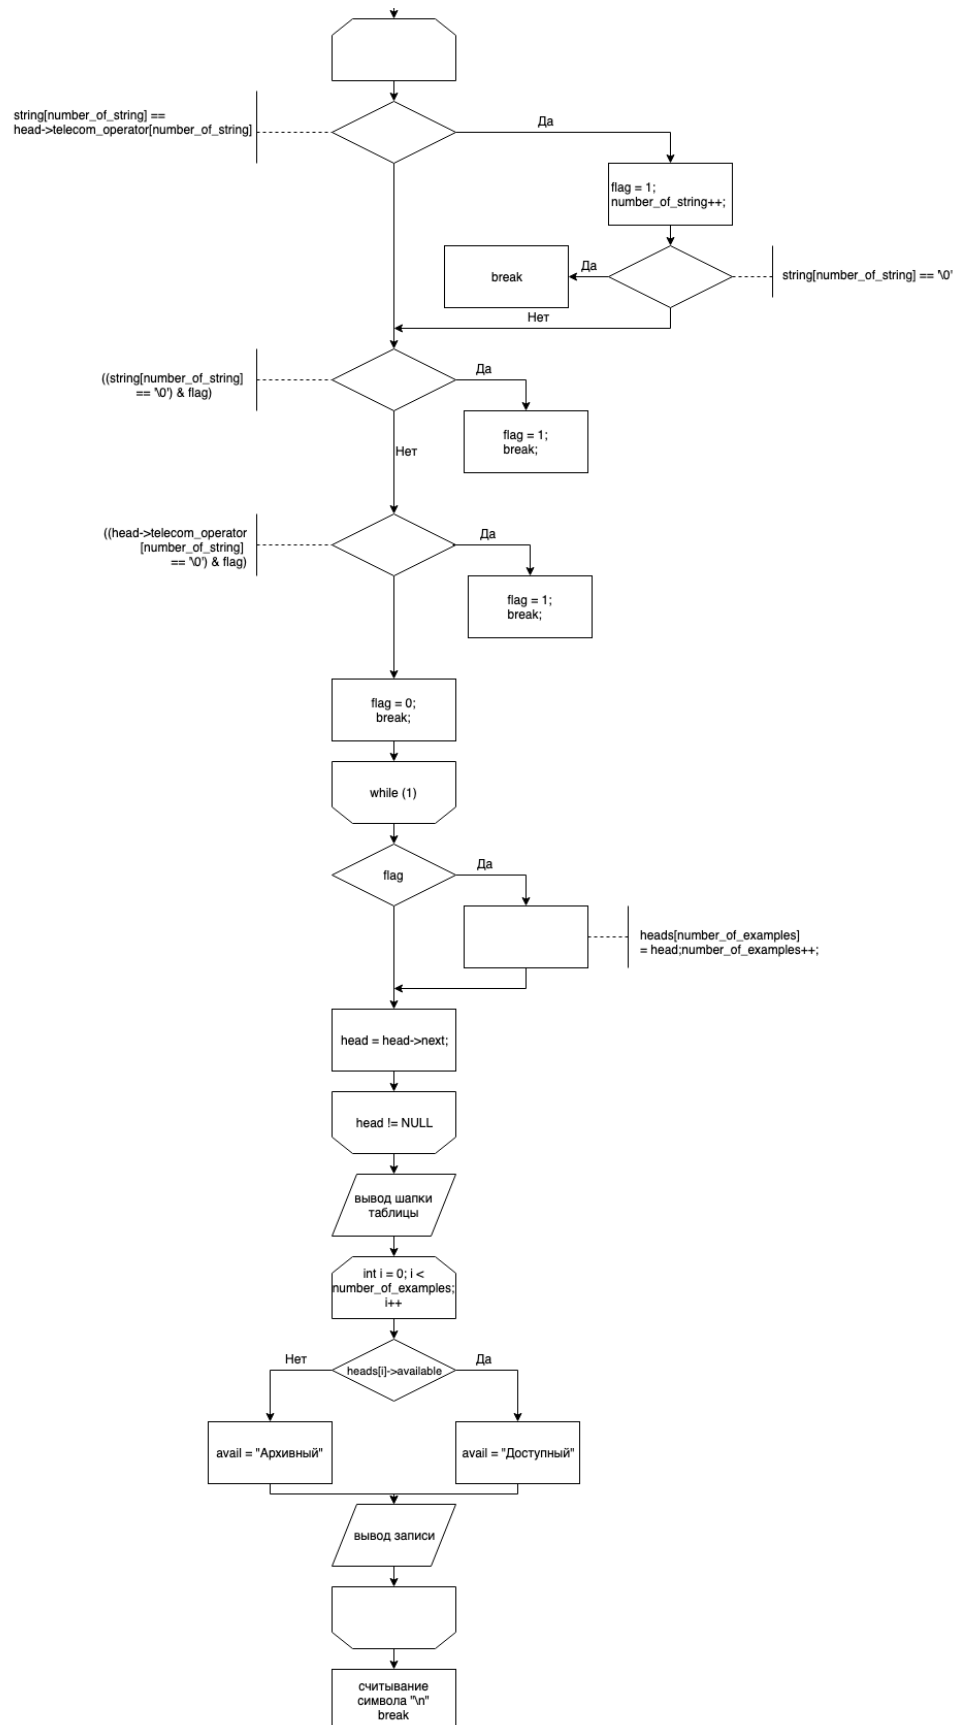 string[number_of_string] ==
head->telecom_operator[number_of_string]
Да
flag = 1;
number_of_string++;
break
Да
string[number_of_string] == '\0'
Нет
((string[number_of_string]
== '\0') & flag)
Да
flag = 1;
break;
Нет
((head->telecom_operator
[number_of_string]
== '\0') & flag)
Да
flag = 1;
break;
flag = 0;
break;
while (1)
flag
Да
heads[number_of_examples]
= head;number_of_examples++;
head = head->next;
head != NULL
вывод шапки
таблицы
int i = 0; i <
number_of_examples;
i++
Нет
heads[i]->available
Да
avail = "Архивный"
avail = "Доступный"
вывод записи
считывание
символа "\n"
break